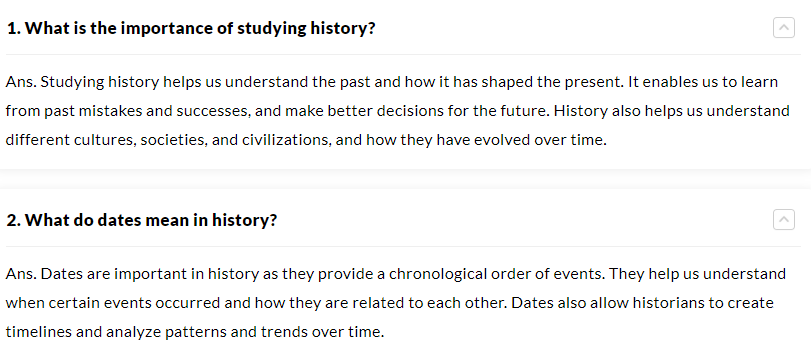 1. What is the importance of studying history?
Ans. Studying history helps us understand the past and how it has shaped the present. It enables us to learn
from past mistakes and successes, and make better decisions for the future. History also helps us understand
different cultures, societies, and civilizations, and how they have evolved over time.
2. What do dates mean in history?
Ans. Dates are important in history as they provide a chronological order of events. They help us understand
when certain events occurred and how they are related to each other. Dates also allow historians to create
timelines and analyze patterns and trends over time.